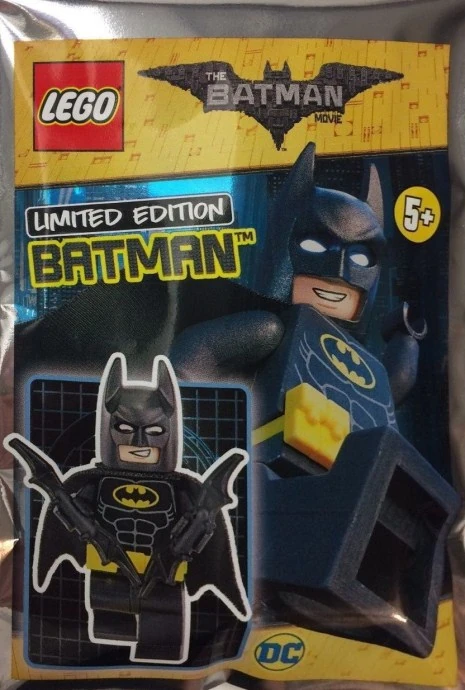 LEGO
THE
BATMAN
MOVIE
LIMITED EDITION
BATMAN™
5+
DC